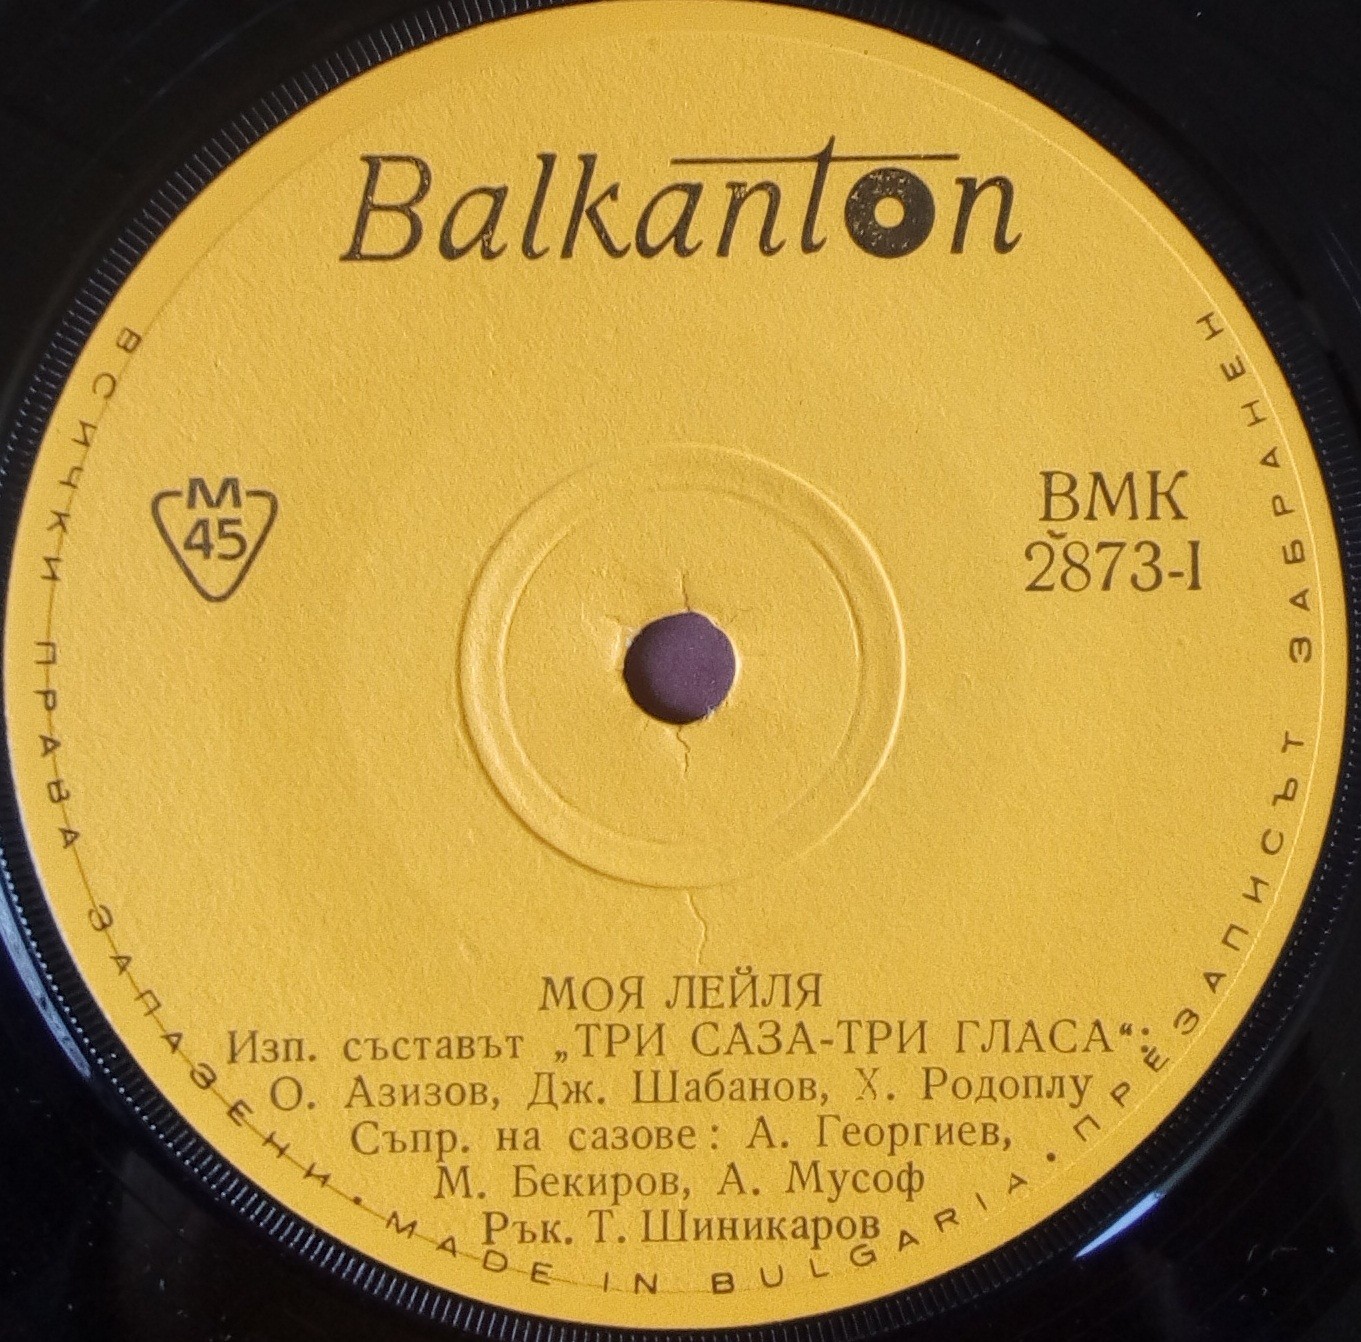 Balkanton
М
45
ВМК
2873-I
МОЯ ЛЕЙЛЯ
Изп. съставът „ТРИ САЗА-ТРИ ГЛАСА“:
О. Азизов, Дж. Шабанов, Х. Родоплу
Съпр. на сазове: А. Георгиев,
М. Бекиров, А. Мусоф
Рък. Т. Шиникаров
ВСИЧКИ ПРАВА ЗАПАЗЕНИ • MADE IN BULGARIA • ПРЕЗАПИСЪТ ЗАБРАНЕН